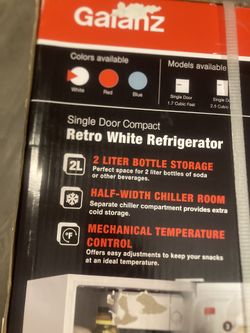 Galanz
Colors available
Models available
White
Red
Blue
Single Door
1.7 Cubic Feet
2.5 Cubic
Single Door Compact
Retro White Refrigerator
2L
2 LITER BOTTLE STORAGE
Perfect space for 2 liter bottles of soda
or other beverages.
HALF-WIDTH CHILLER ROOM
Separate chiller compartment provides extra
cold storage.
°F
MECHANICAL TEMPERATURE
CONTROL
Offers easy adjustments to keep your snacks
at an ideal temperature.